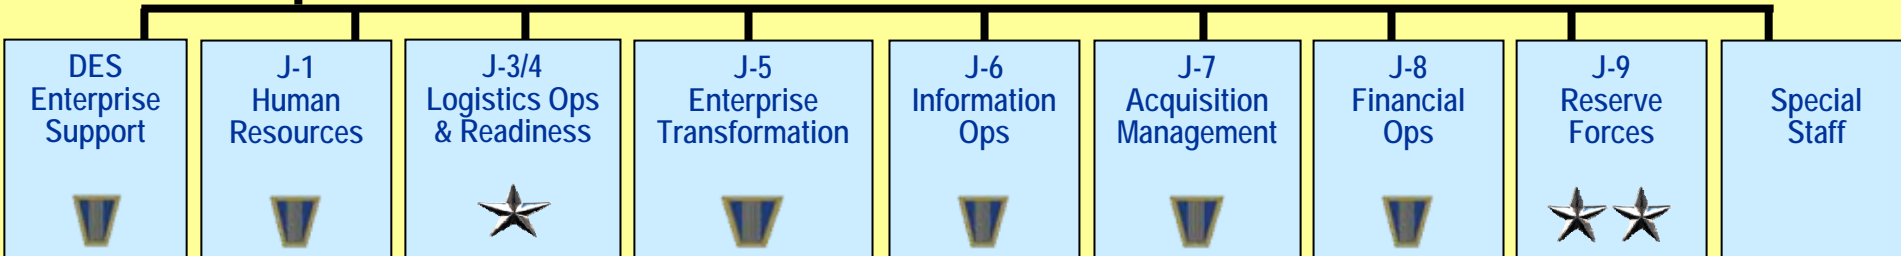 DES
Enterprise
Support
J-1
Human
Resources
J-3/4
Logistics Ops
& Readiness
J-5
Enterprise
Transformation
J-6
Information
Ops
J-7
Acquisition
Management
J-8
Financial
Ops
J-9
Reserve
Forces
Special
Staff